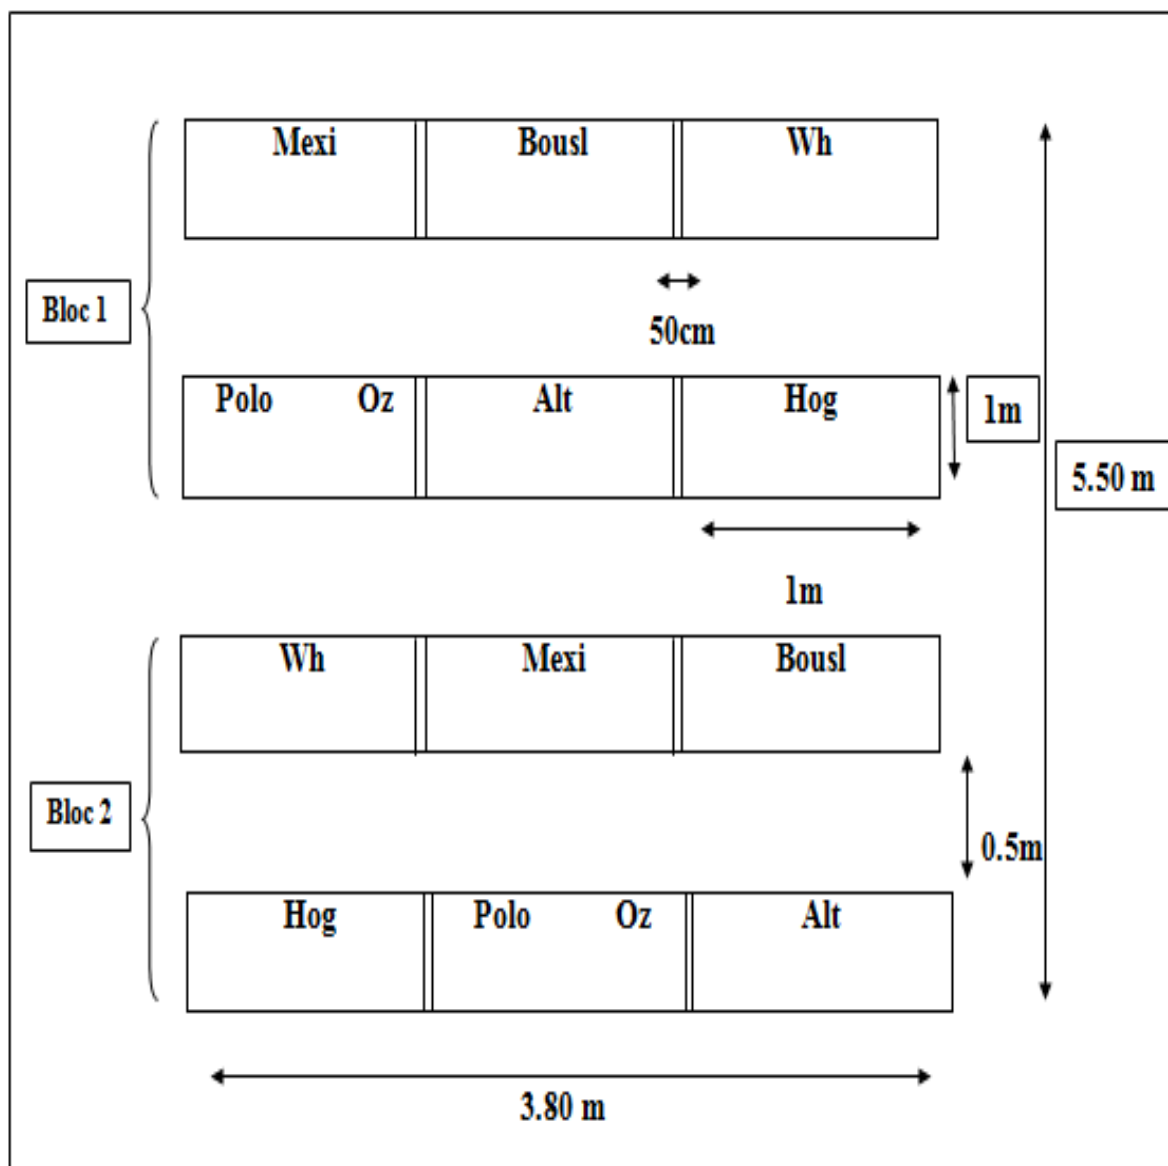 Mexi Bousl Wh
Bloc 1
50cm
Polo Oz Alt Hog
1m
5.50 m
1m
Wh Mexi Bousl
Bloc 2
0.5m
Hog Polo Oz Alt
3.80 m